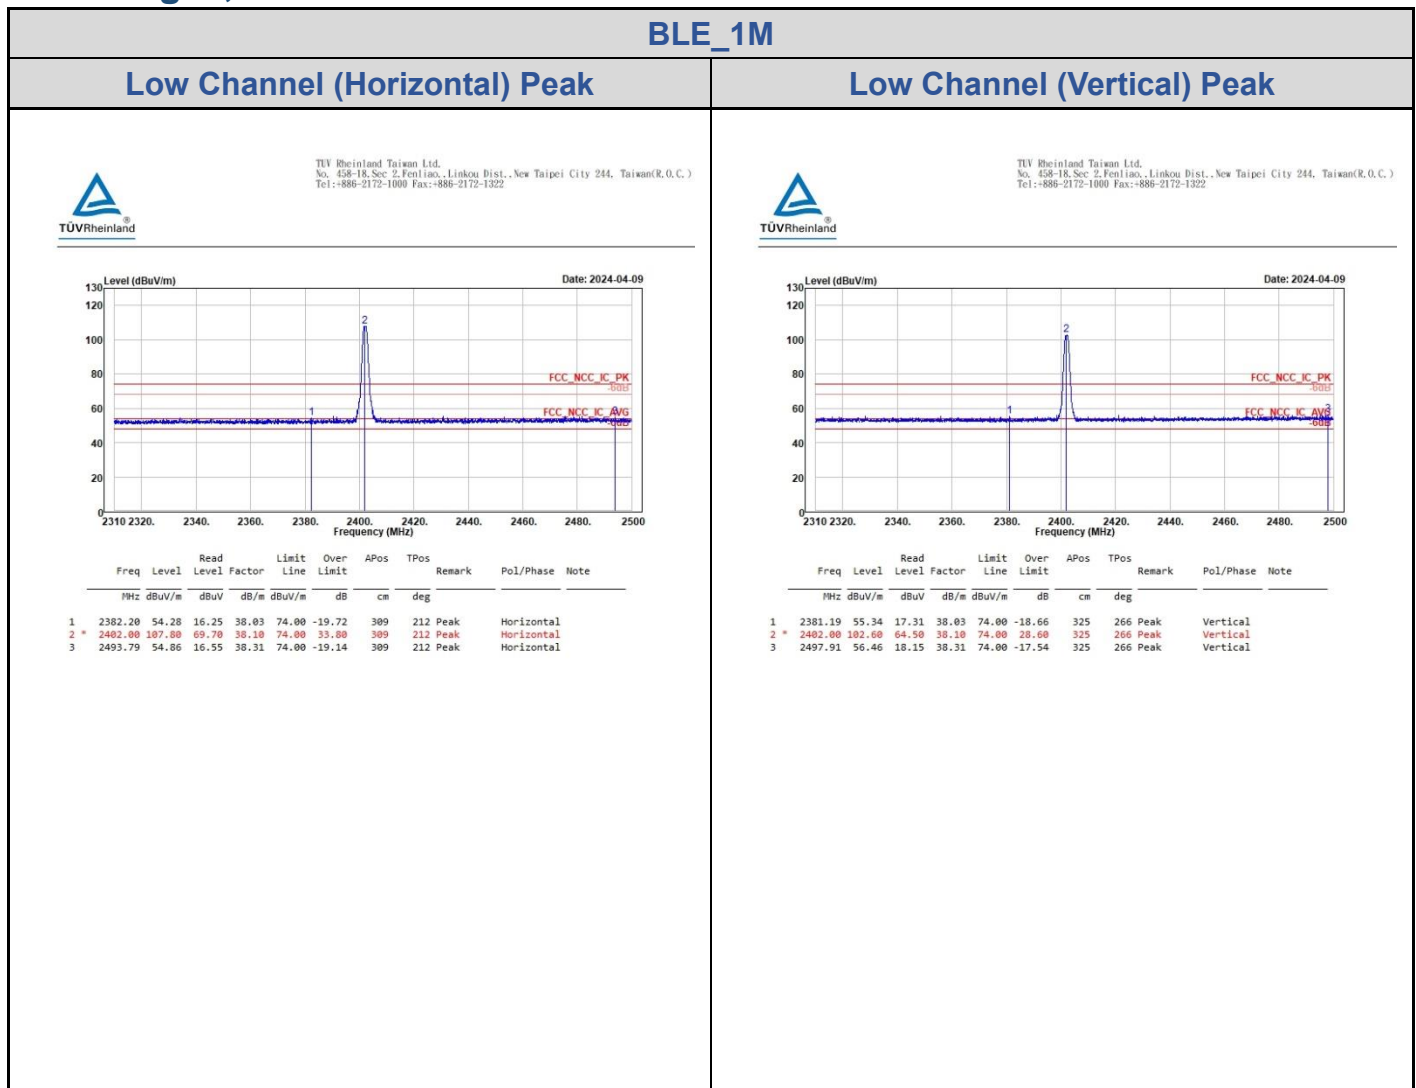 BLE_1M
Low Channel (Horizontal) Peak
Low Channel (Vertical) Peak
TUV Rheinland Taiwan Ltd.
No. 458-18.Sec 2.Fenliao..Linkou Dist..New Taipei City 244. Taiwan(R.O.C.)
Tel:+886-2172-1000 Fax:+886-2172-1322
TÜVRheinland®
Level (dBuV/m)
Date: 2024-04-09
130
120
100
80
60
40
20
0
FCC_NCC_IC_PK
-6dB
FCC_NCC_IC_AVG
-6dB
1
2
3
2310 2320. 2340. 2360. 2380. 2400. 2420. 2440. 2460. 2480. 2500
Frequency (MHz)
Read Limit Over APos TPos
Freq Level Level Factor Line Limit Remark Pol/Phase Note
MHz dBuV/m dBuV dB/m dBuV/m dB cm deg
1 2382.20 54.28 16.25 38.03 74.00 -19.72 309 212 Peak Horizontal
2 * 2402.00 107.80 69.70 38.10 74.00 33.80 309 212 Peak Horizontal
3 2493.79 54.86 16.55 38.31 74.00 -19.14 309 212 Peak Horizontal
TUV Rheinland Taiwan Ltd.
No. 458-18.Sec 2.Fenliao..Linkou Dist..New Taipei City 244. Taiwan(R.O.C.)
Tel:+886-2172-1000 Fax:+886-2172-1322
TÜVRheinland®
Level (dBuV/m)
Date: 2024-04-09
130
120
100
80
60
40
20
0
FCC_NCC_IC_PK
-6dB
FCC_NCC_IC_AVG
-6dB
1
2
3
2310 2320. 2340. 2360. 2380. 2400. 2420. 2440. 2460. 2480. 2500
Frequency (MHz)
Read Limit Over APos TPos
Freq Level Level Factor Line Limit Remark Pol/Phase Note
MHz dBuV/m dBuV dB/m dBuV/m dB cm deg
1 2381.19 55.34 17.31 38.03 74.00 -18.66 325 266 Peak Vertical
2 * 2402.00 102.60 64.50 38.10 74.00 28.60 325 266 Peak Vertical
3 2497.91 56.46 18.15 38.31 74.00 -17.54 325 266 Peak Vertical